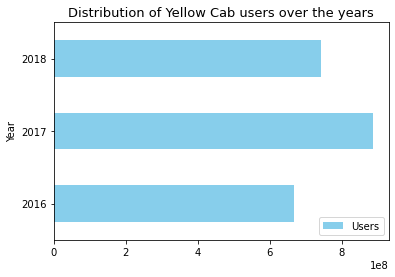 Distribution of Yellow Cab users over the years
2018
2017
2016
Year
Users
0 2 4 6 8
1e8